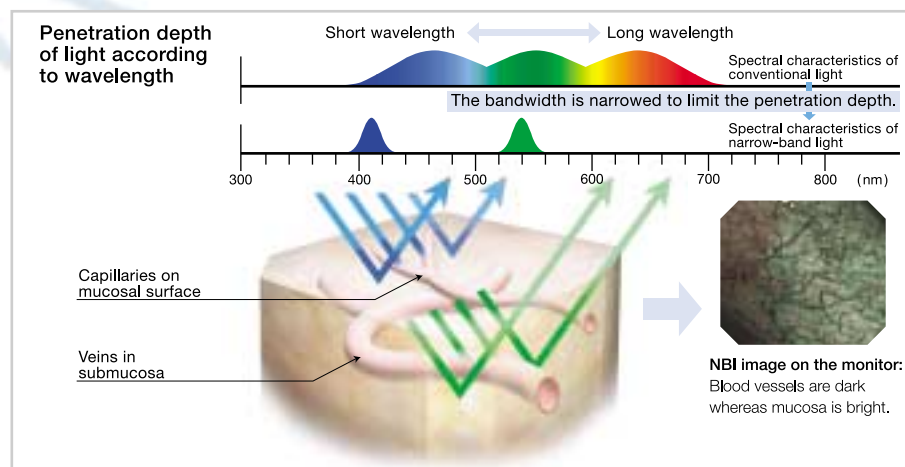 Penetration depth
of light according
to wavelength
Short wavelength
Long wavelength
Spectral characteristics of
conventional light
The bandwidth is narrowed to limit the penetration depth.
Spectral characteristics of
narrow-band light
300 400 500 600 700 800 (nm)
Capillaries on
mucosal surface
Veins in
submucosa
NBI image on the monitor:
Blood vessels are dark
whereas mucosa is bright.